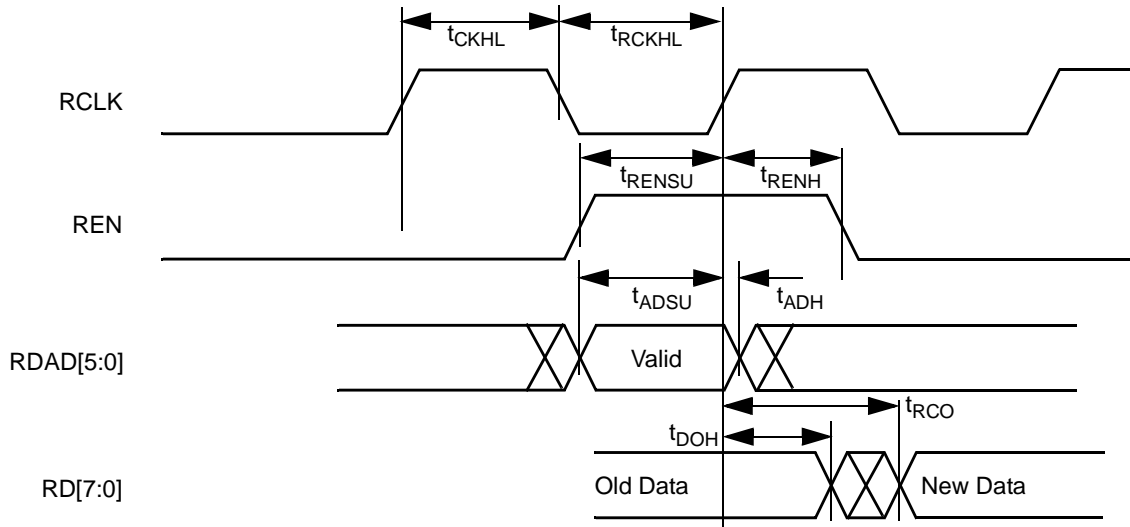 tCKHL tRCKHL
RCLK
tRENSU tRENH
REN
tADSU tADH
RDAD[5:0] Valid
tRCO
tDOH
RD[7:0] Old Data New Data